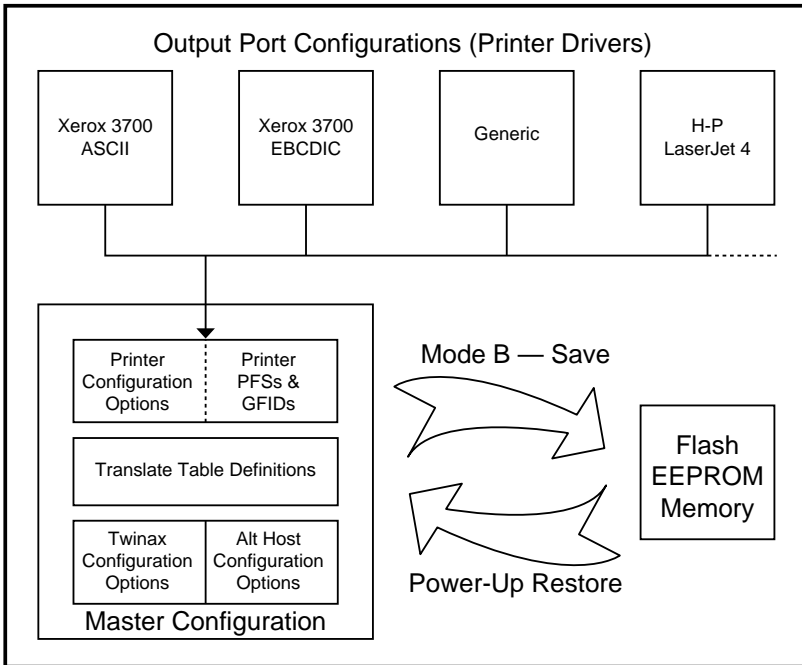 Output Port Configurations (Printer Drivers)
Xerox 3700
ASCII
Xerox 3700
EBCDIC
Generic
H-P
LaserJet 4
Printer
Configuration
Options
Printer
PFSs &
GFIDs
Translate Table Definitions
Twinax
Configuration
Options
Alt Host
Configuration
Options
Master Configuration
Mode B — Save
Flash
EEPROM
Memory
Power-Up Restore